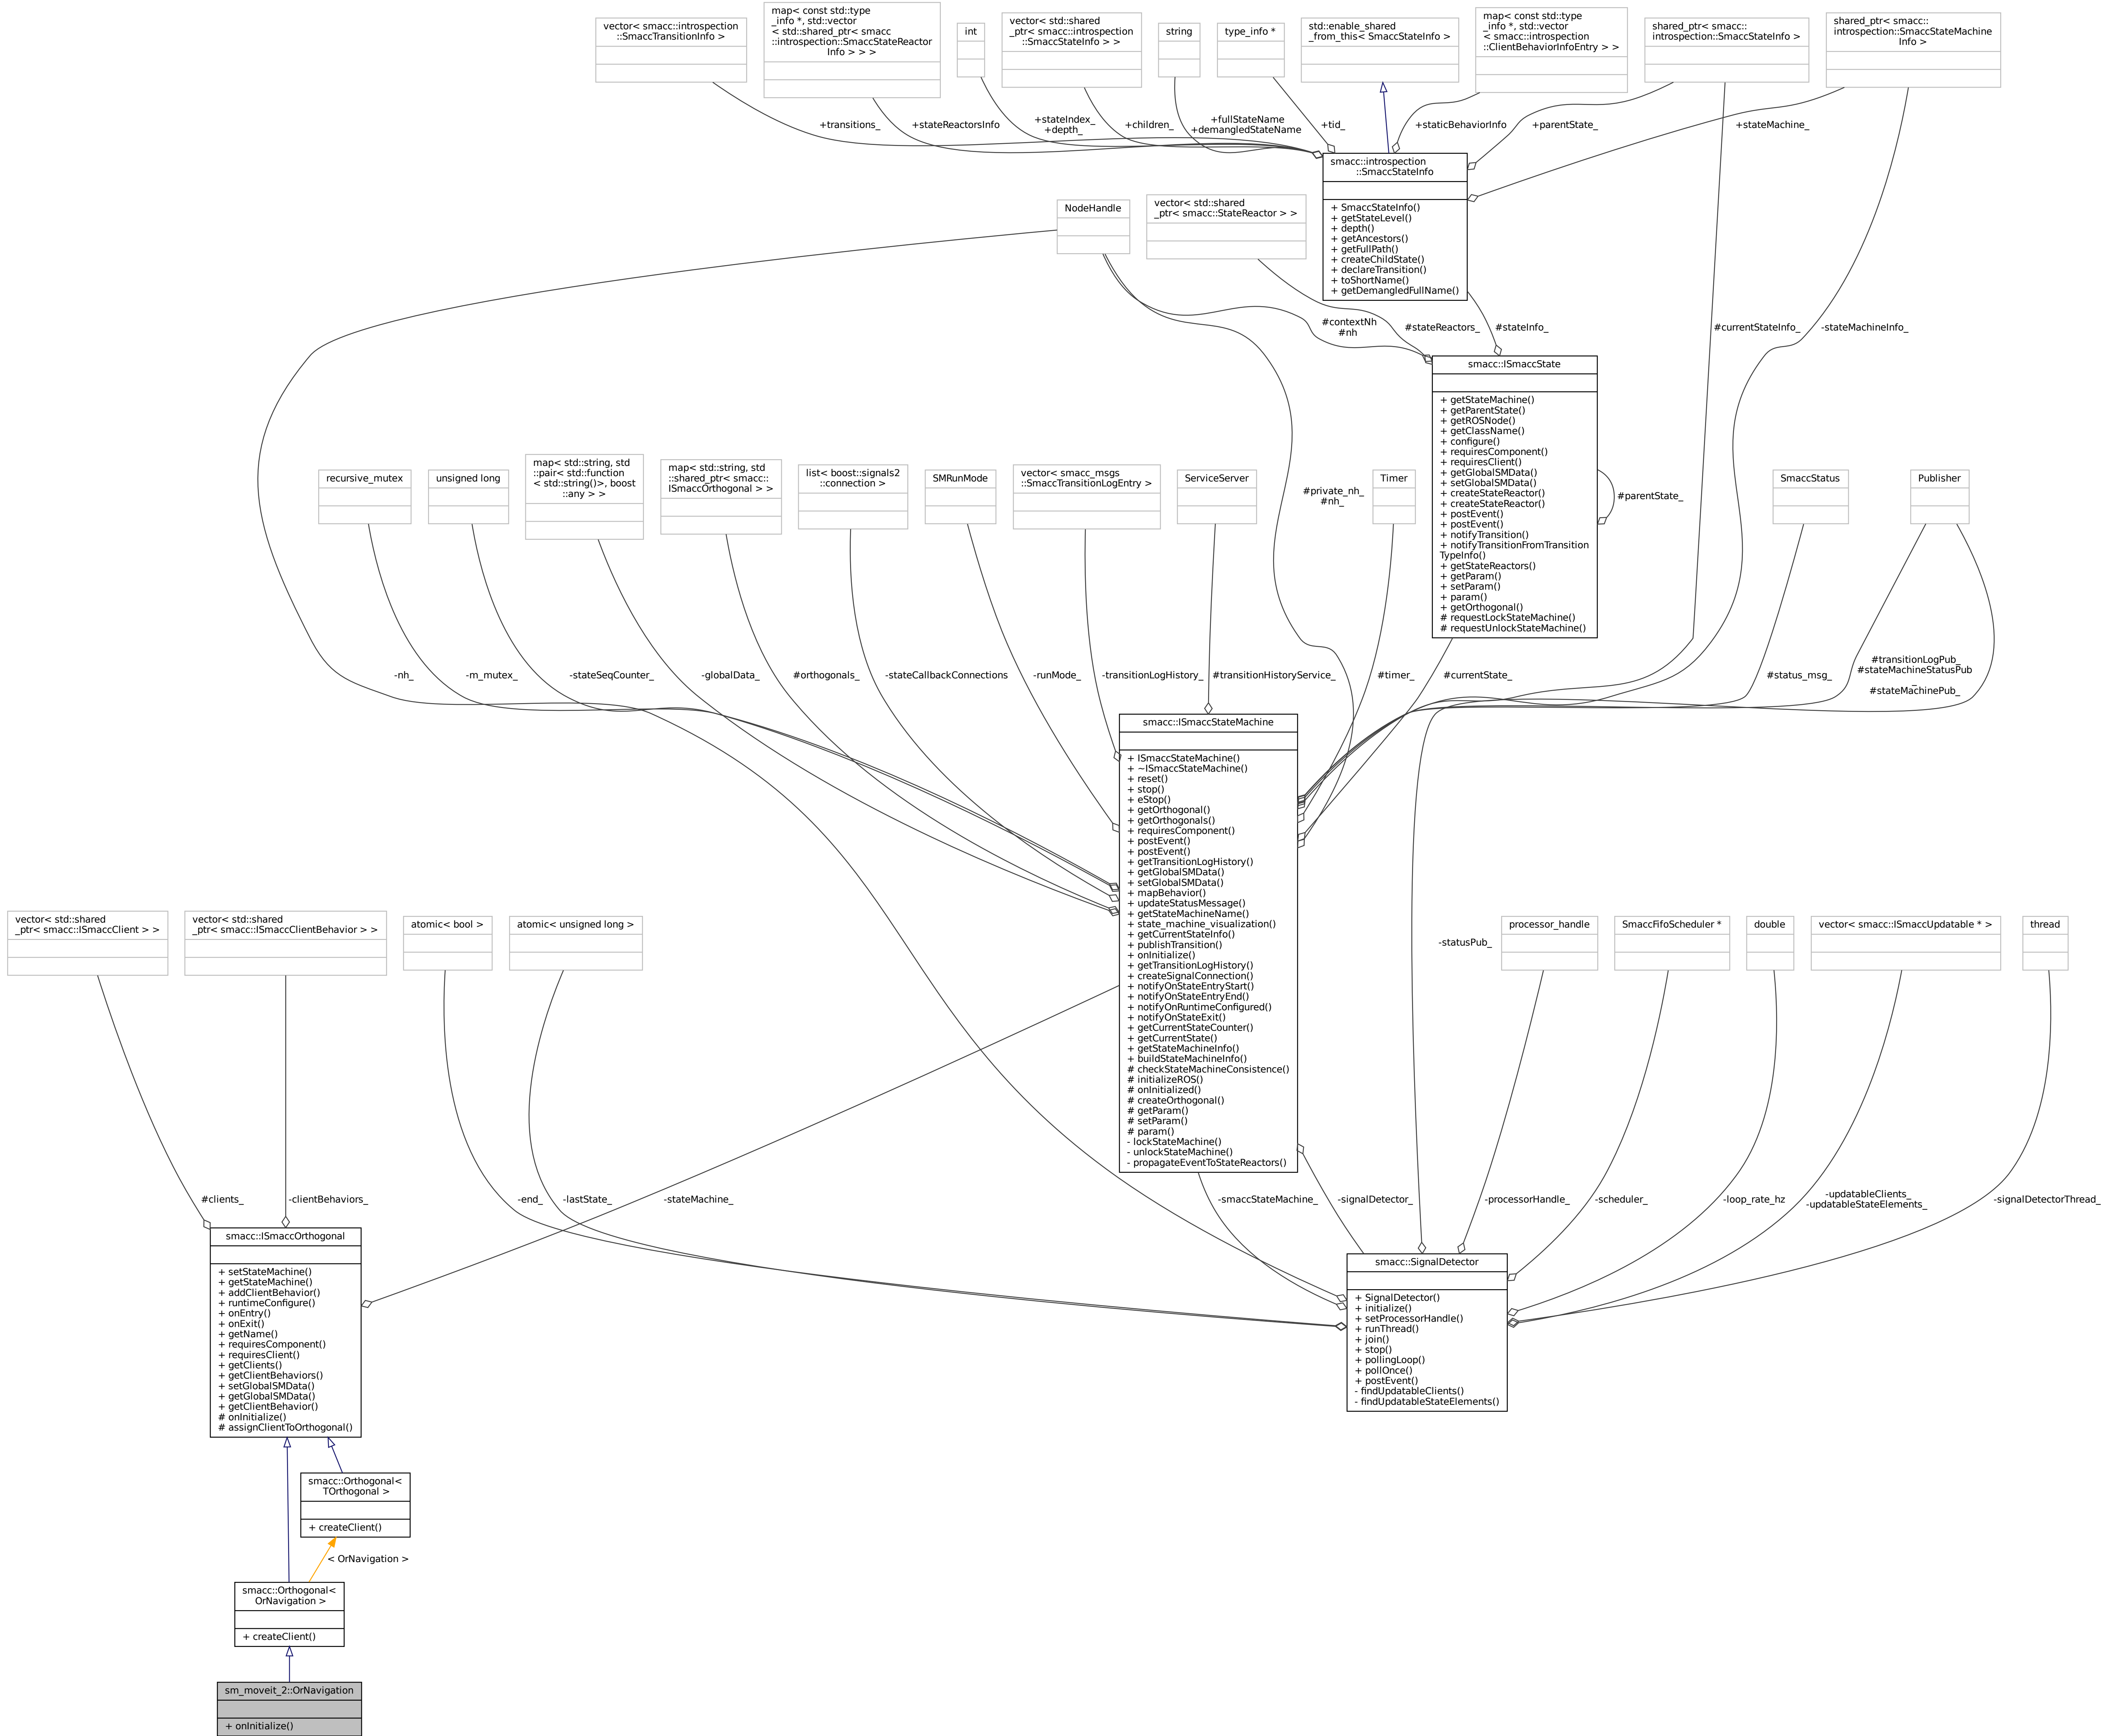 vector< smacc::introspection
::SmaccTransitionInfo >
map< const std::type
_info *, std::vector
< std::shared_ptr< smacc
::introspection::SmaccStateReactor
Info > > >
int
vector< std::shared
_ptr< smacc::introspection
::SmaccStateInfo > >
string
type_info *
std::enable_shared
_from_this< SmaccStateInfo >
map< const std::type
_info *, std::vector
< smacc::introspection
::ClientBehaviorInfoEntry > >
shared_ptr< smacc::
introspection::SmaccStateInfo >
shared_ptr< smacc::
introspection::SmaccStateMachine
Info >
+transitions_
+stateReactorsInfo
+stateIndex_
+depth_
+children_
+fullStateName
+demangledStateName
+tid_
+staticBehaviorInfo
+parentState_
+stateMachine_
smacc::introspection
::SmaccStateInfo
+ SmaccStateInfo()
+ getStateLevel()
+ depth()
+ getAncestors()
+ getFullPath()
+ createChildState()
+ declareTransition()
+ toShortName()
+ getDemangledFullName()
NodeHandle
vector< std::shared
_ptr< smacc::StateReactor > >
#contextNh
#nh
#stateReactors_
#stateInfo_
#currentStateInfo_
-stateMachineInfo_
smacc::ISmaccState
+ getStateMachine()
+ getParentState()
+ getROSNode()
+ getClassName()
+ configure()
+ requiresComponent()
+ requiresClient()
+ getGlobalSMData()
+ setGlobalSMData()
+ createStateReactor()
+ createStateReactor()
+ postEvent()
+ postEvent()
+ notifyTransition()
+ notifyTransitionFromTransition
TypeInfo()
+ getStateReactors()
+ getParam()
+ setParam()
+ param()
+ getOrthogonal()
# requestLockStateMachine()
# requestUnlockStateMachine()
#parentState_
recursive_mutex
unsigned long
map< std::string, std
::pair< std::function
< std::string()>, boost
::any > >
map< std::string, std
::shared_ptr< smacc::
ISmaccOrthogonal > >
list< boost::signals2
::connection >
SMRunMode
vector< smacc_msgs
::SmaccTransitionLogEntry >
ServiceServer
#private_nh_
#nh_
Timer
SmaccStatus
Publisher
-nh_
-m_mutex_
-stateSeqCounter_
-globalData_
#orthogonals_
-stateCallbackConnections
-runMode_
-transitionLogHistory_
#transitionHistoryService_
#timer_
#currentState_
#status_msg_
#transitionLogPub_
#stateMachineStatusPub
_
#stateMachinePub_
smacc::ISmaccStateMachine
+ ISmaccStateMachine()
+ ~ISmaccStateMachine()
+ reset()
+ stop()
+ eStop()
+ getOrthogonal()
+ getOrthogonals()
+ requiresComponent()
+ postEvent()
+ postEvent()
+ getTransitionLogHistory()
+ getGlobalSMData()
+ setGlobalSMData()
+ mapBehavior()
+ updateStatusMessage()
+ getStateMachineName()
+ state_machine_visualization()
+ getCurrentStateInfo()
+ publishTransition()
+ onInitialize()
+ getTransitionLogHistory()
+ createSignalConnection()
+ notifyOnStateEntryStart()
+ notifyOnStateEntryEnd()
+ notifyOnRuntimeConfigured()
+ notifyOnStateExit()
+ getCurrentStateCounter()
+ getCurrentState()
+ getStateMachineInfo()
+ buildStateMachineInfo()
# checkStateMachineConsistence()
# initializeROS()
# onInitialized()
# createOrthogonal()
# getParam()
# setParam()
# param()
- lockStateMachine()
- unlockStateMachine()
- propagateEventToStateReactors()
vector< std::shared
_ptr< smacc::ISmaccClient > >
vector< std::shared
_ptr< smacc::ISmaccClientBehavior > >
atomic< bool >
atomic< unsigned long >
-statusPub_
processor_handle
SmaccFifoScheduler *
double
vector< smacc::ISmaccUpdatable * >
thread
#clients_
-clientBehaviors_
-end_
-lastState_
-stateMachine_
-smaccStateMachine_
-signalDetector_
-processorHandle_
-scheduler_
-loop_rate_hz
-updatableClients_
-updatableStateElements_
-signalDetectorThread_
smacc::ISmaccOrthogonal
+ setStateMachine()
+ getStateMachine()
+ addClientBehavior()
+ runtimeConfigure()
+ onEntry()
+ onExit()
+ getName()
+ requiresComponent()
+ requiresClient()
+ getClients()
+ getClientBehaviors()
+ setGlobalSMData()
+ getGlobalSMData()
+ getClientBehavior()
# onInitialize()
# assignClientToOrthogonal()
smacc::SignalDetector
+ SignalDetector()
+ initialize()
+ setProcessorHandle()
+ runThread()
+ join()
+ stop()
+ pollingLoop()
+ pollOnce()
+ postEvent()
- findUpdatableClients()
- findUpdatableStateElements()
smacc::Orthogonal<
TOrthogonal >
+ createClient()
< OrNavigation >
smacc::Orthogonal<
OrNavigation >
+ createClient()
sm_moveit_2::OrNavigation
+ onInitialize()